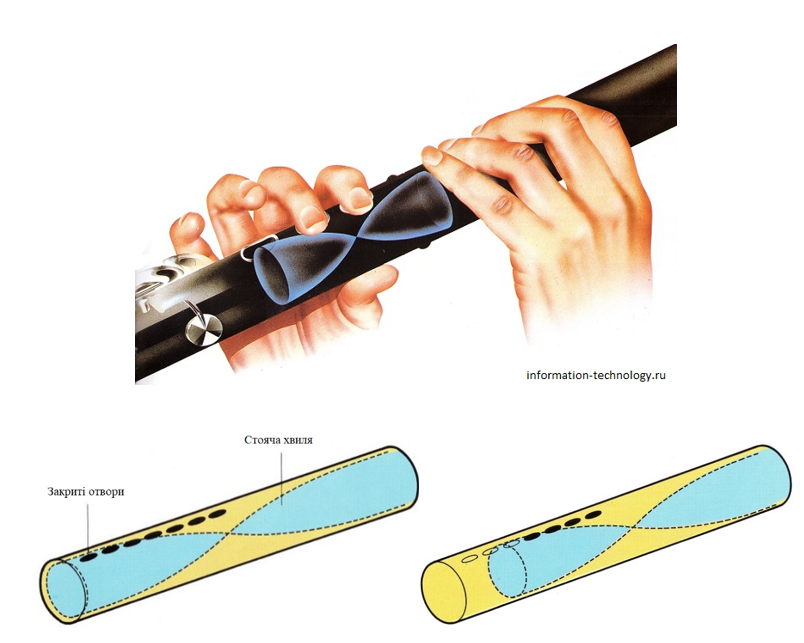 information-technology.ru
Стояча хвиля
Закриті отвори